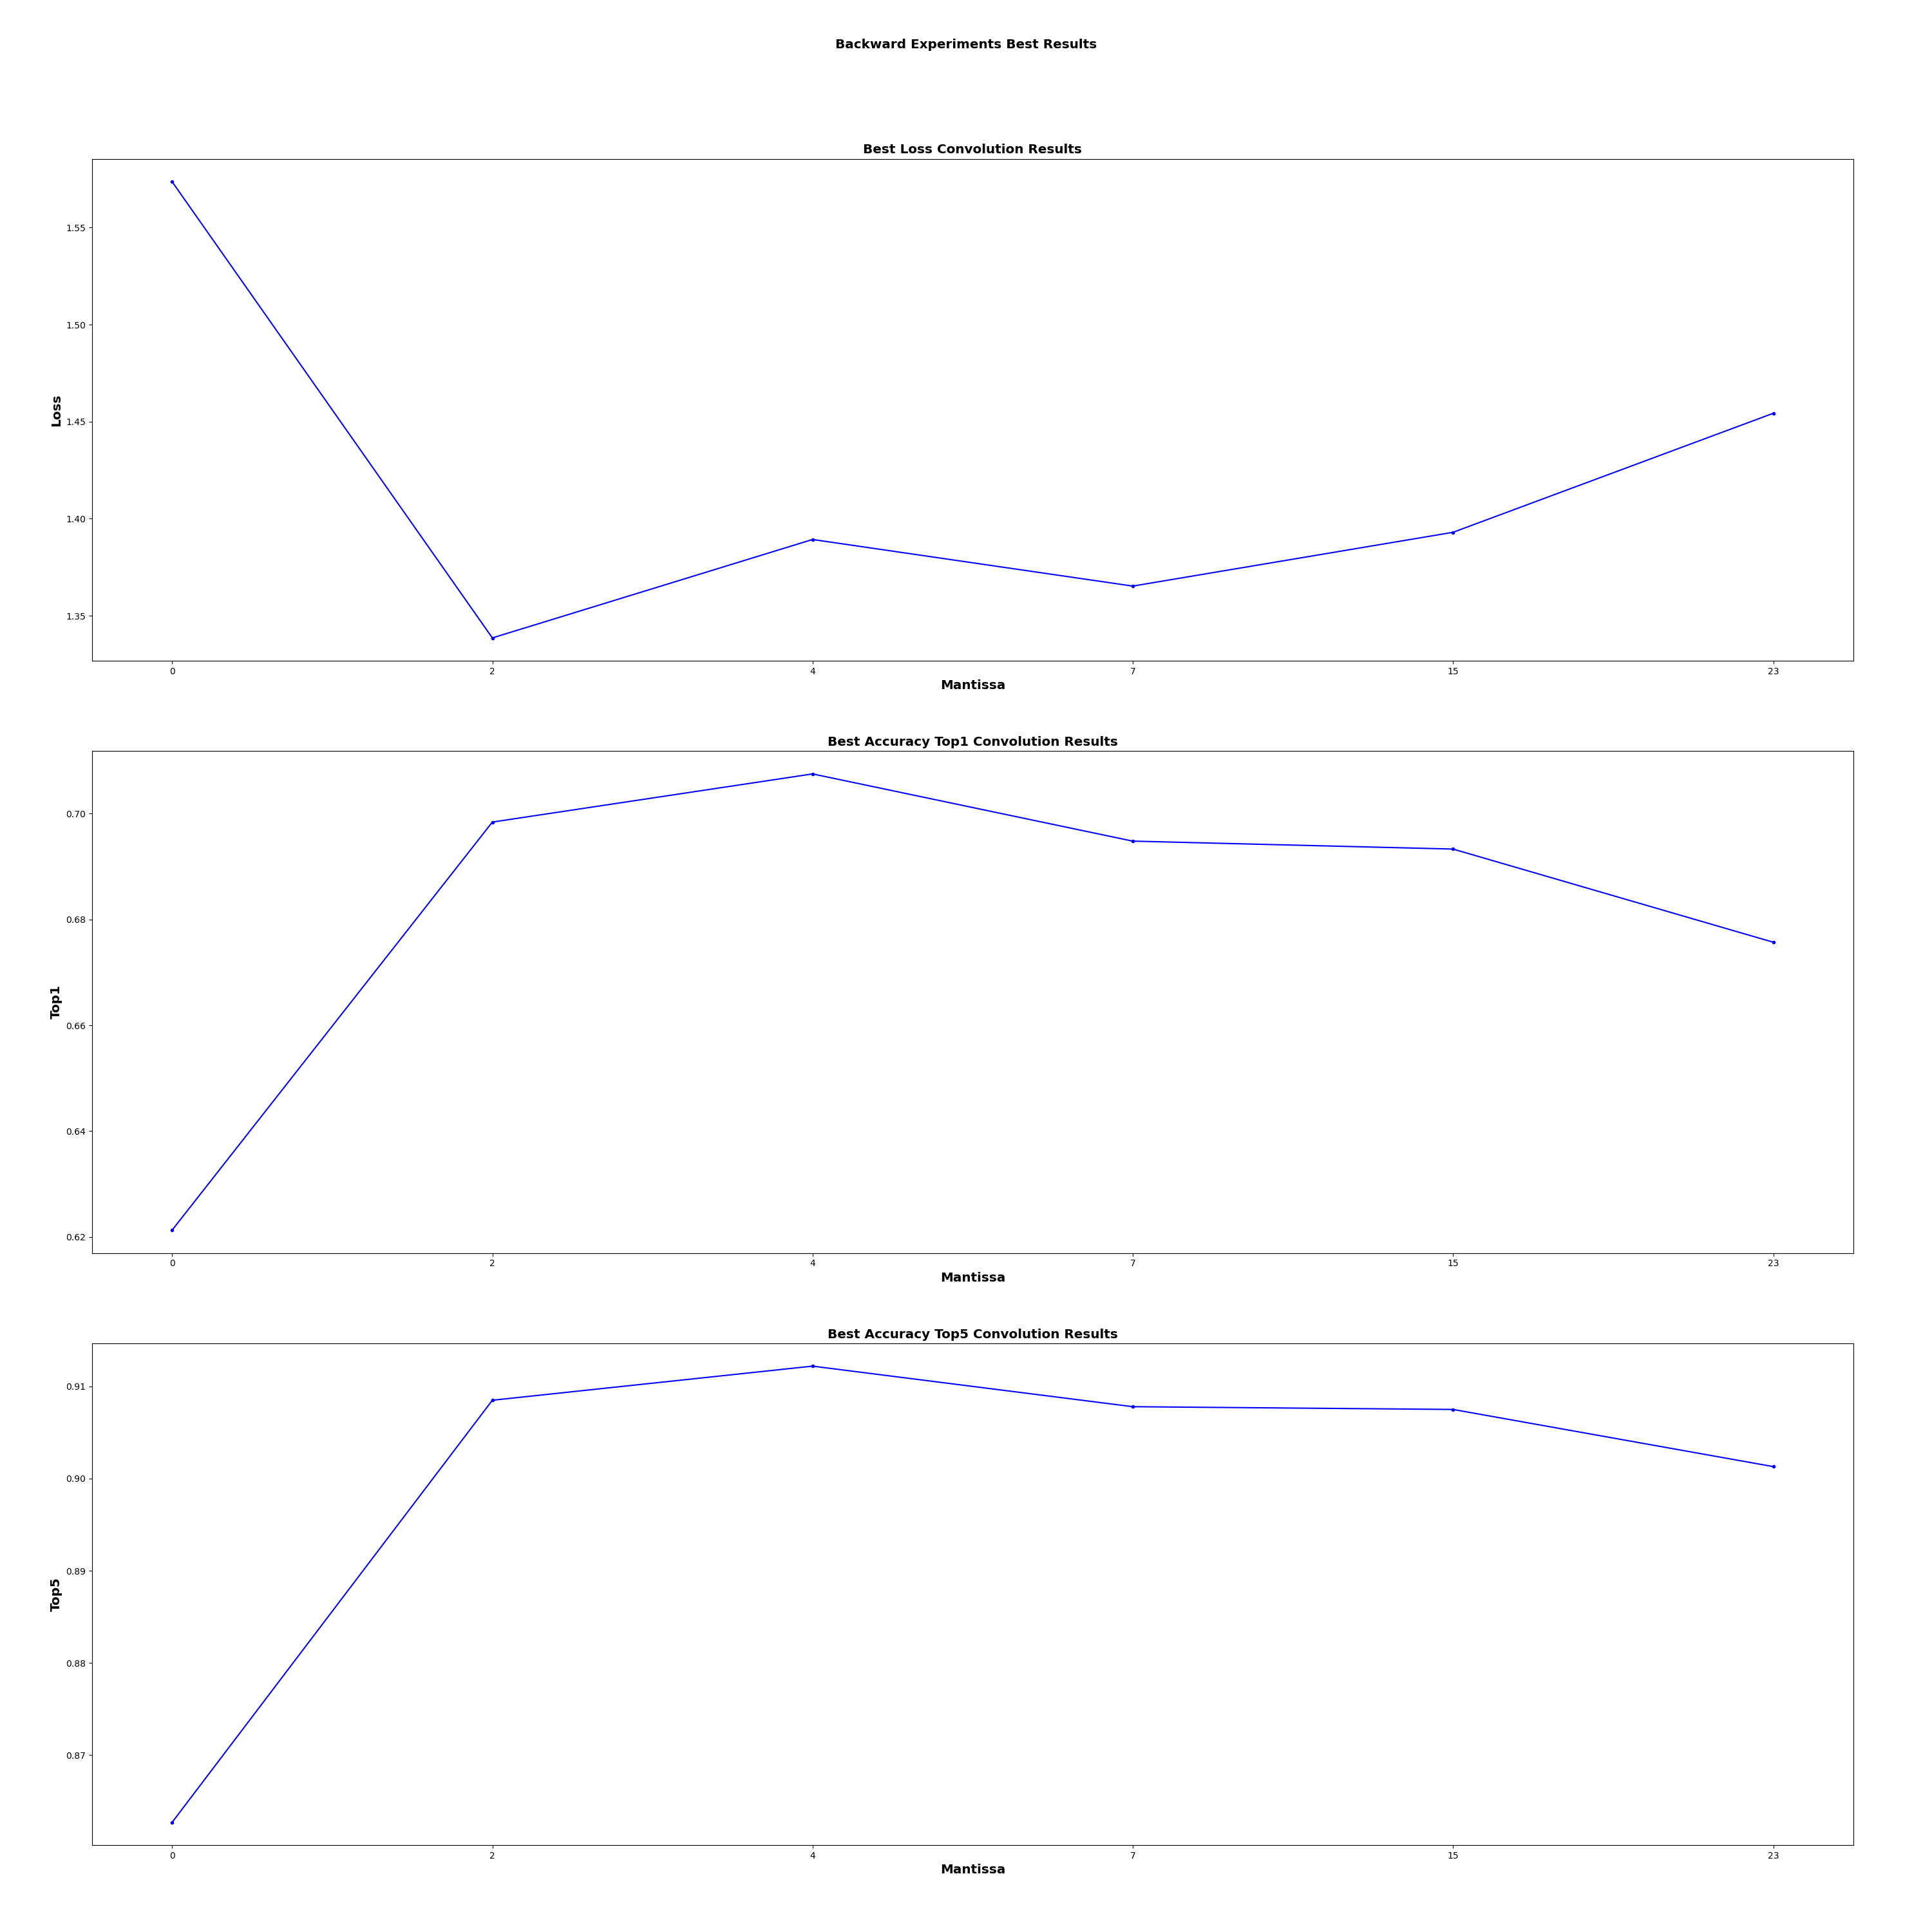 Backward Experiments Best Results
Best Loss Convolution Results
1.55
1.50
1.45
1.40
1.35
Loss
0 2 4 7 15 23
Mantissa
Best Accuracy Top1 Convolution Results
0.70
0.68
0.66
0.64
0.62
Top1
0 2 4 7 15 23
Mantissa
Best Accuracy Top5 Convolution Results
0.91
0.90
0.89
0.88
0.87
Top5
0 2 4 7 15 23
Mantissa